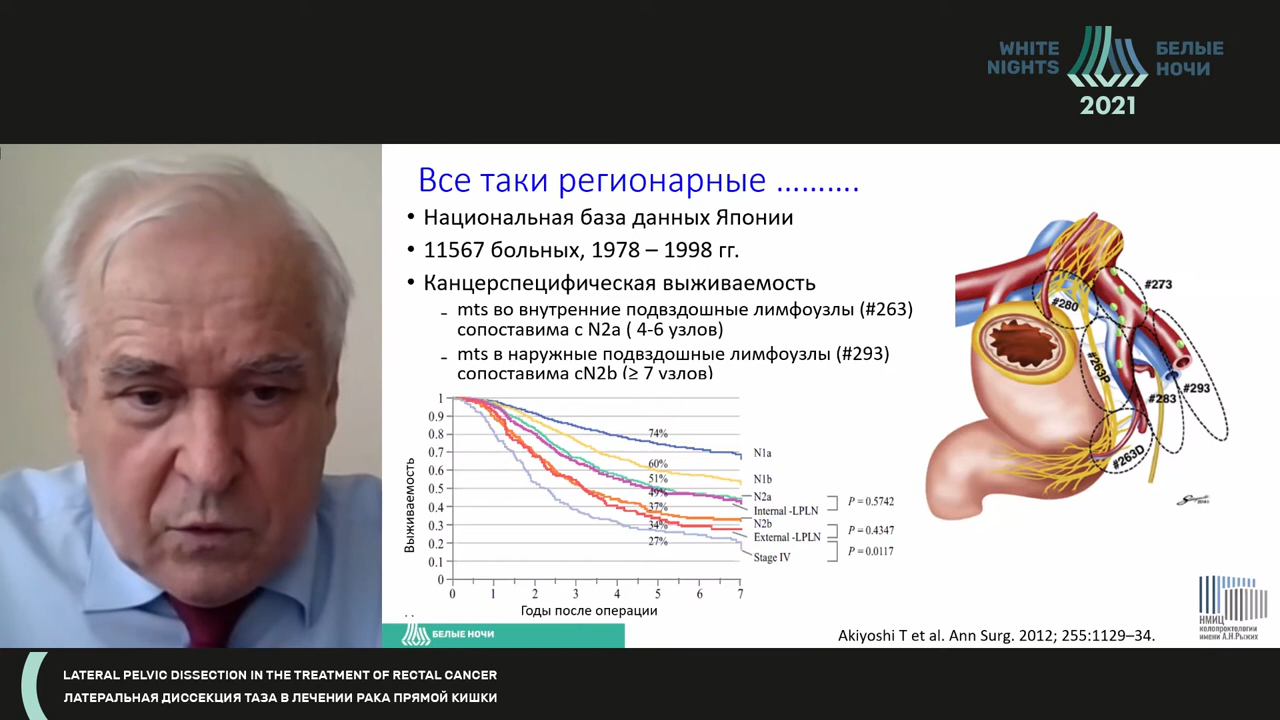 WHITE NIGHTS
БЕЛЫЕ НОЧИ
2021
Все таки регионарные ..........
• Национальная база данных Японии
• 11567 больных, 1978 – 1998 гг.
• Канцерспецифическая выживаемость
- mts во внутренние подвздошные лимфоузлы (#263)
сопоставима с N2a ( 4-6 узлов)
- mts в наружные подвздошные лимфоузлы (#293)
сопоставима cN2b (≥ 7 узлов)
Выживаемость
1
0.9
0.8
0.7
0.6
0.5
0.4
0.3
0.2
0.1
0
0 1 2 3 4 5 6 7
Годы после операции
74%
60%
51%
49%
37%
34%
27%
N1a
N1b
N2a
Internal -LPLN
N2b
External -LPLN
Stage IV
P = 0.5742
P = 0.4347
P = 0.0117
#273
#280
#263P
#293
#283
#263D
НМИЦ
колопроктологии
имени А.Н.Рыжих
БЕЛЫЕ НОЧИ
Akiyoshi T et al. Ann Surg. 2012; 255:1129–34.
LATERAL PELVIC DISSECTION IN THE TREATMENT OF RECTAL CANCER
ЛАТЕРАЛЬНАЯ ДИССЕКЦИЯ ТАЗА В ЛЕЧЕНИИ РАКА ПРЯМОЙ КИШКИ